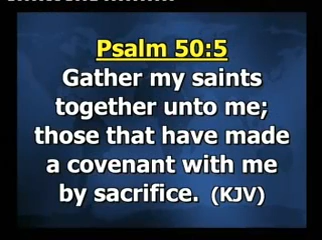 Psalm 50:5
Gather my saints
together unto me;
those that have made
a covenant with me
by sacrifice. (KJV)